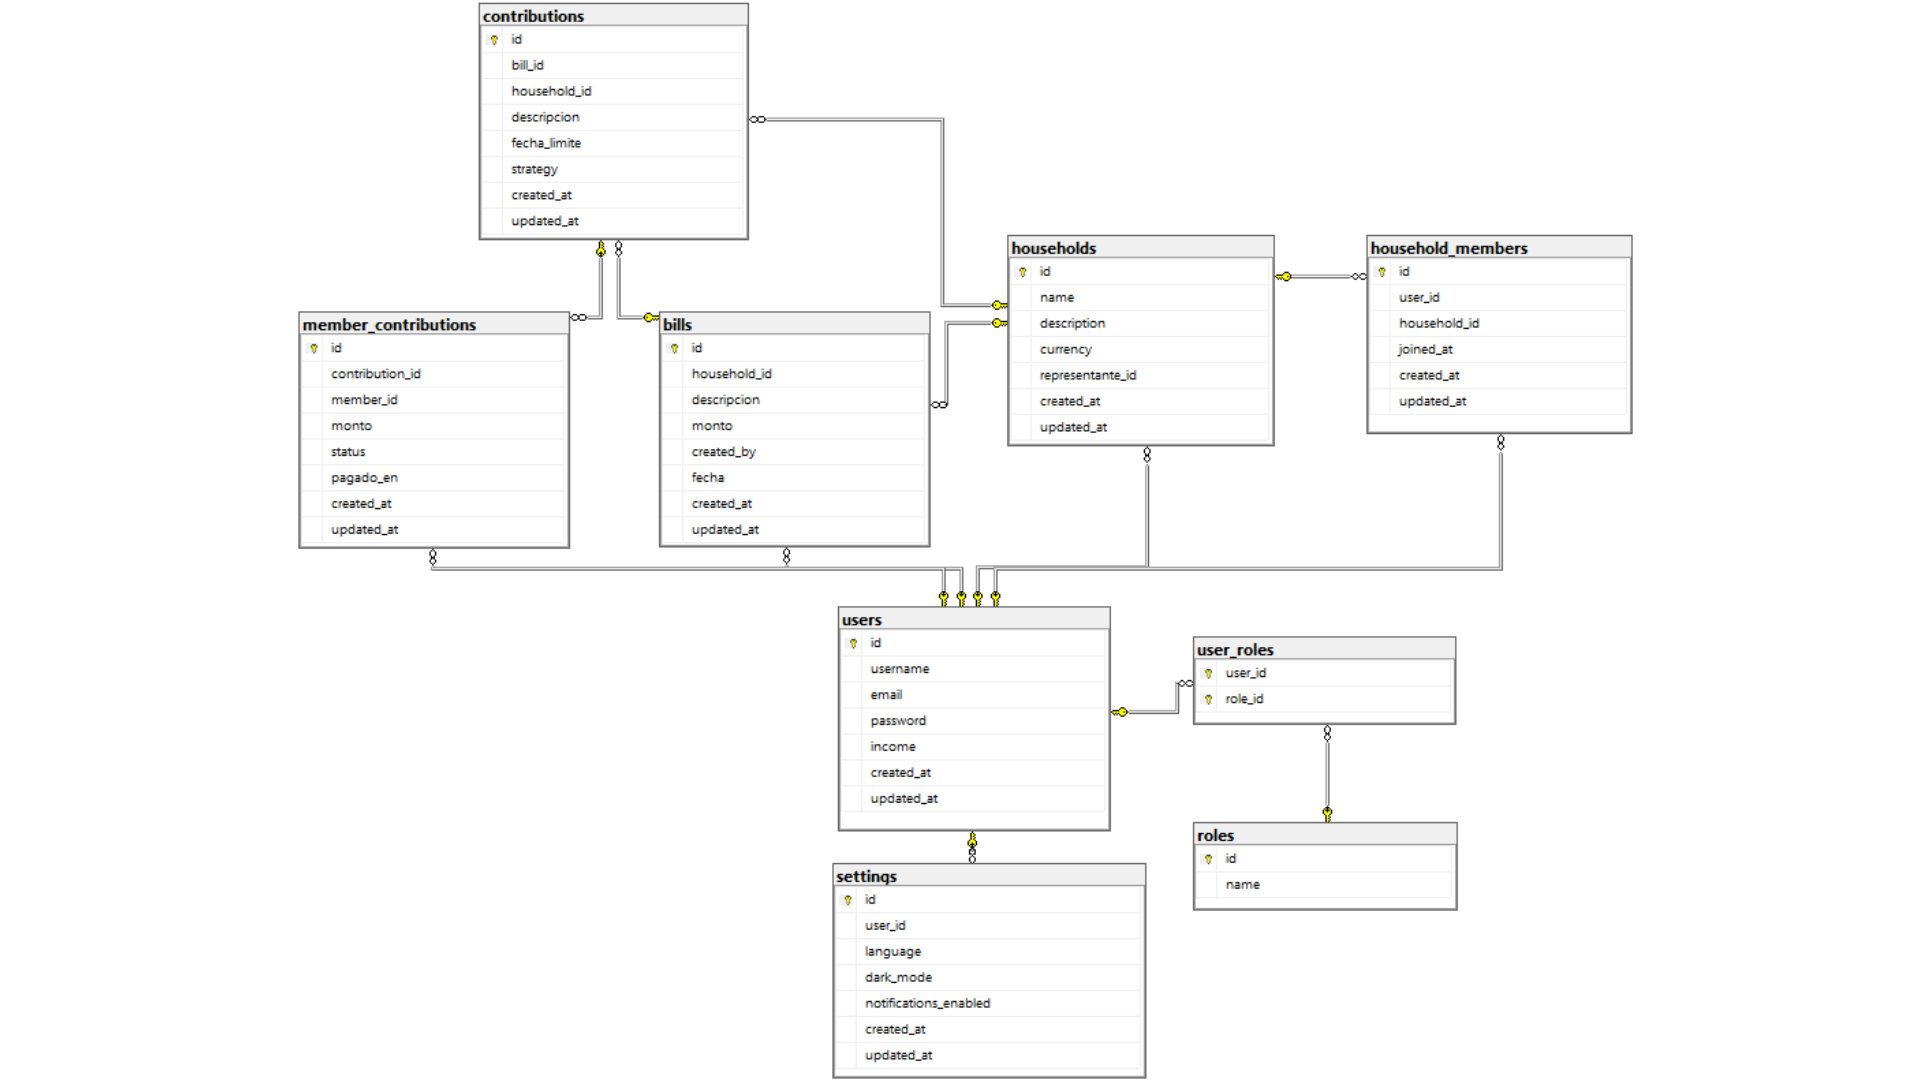 contributions
id
bill_id
household_id
descripcion
fecha_limite
strategy
created_at
updated_at
households
id
name
description
currency
representante_id
created_at
updated_at
household_members
id
user_id
household_id
joined_at
created_at
updated_at
member_contributions
id
contribution_id
member_id
monto
status
pagado_en
created_at
updated_at
bills
id
household_id
descripcion
monto
created_by
fecha
created_at
updated_at
users
id
username
email
password
income
created_at
updated_at
user_roles
user_id
role_id
roles
id
name
settings
id
user_id
language
dark_mode
notifications_enabled
created_at
updated_at